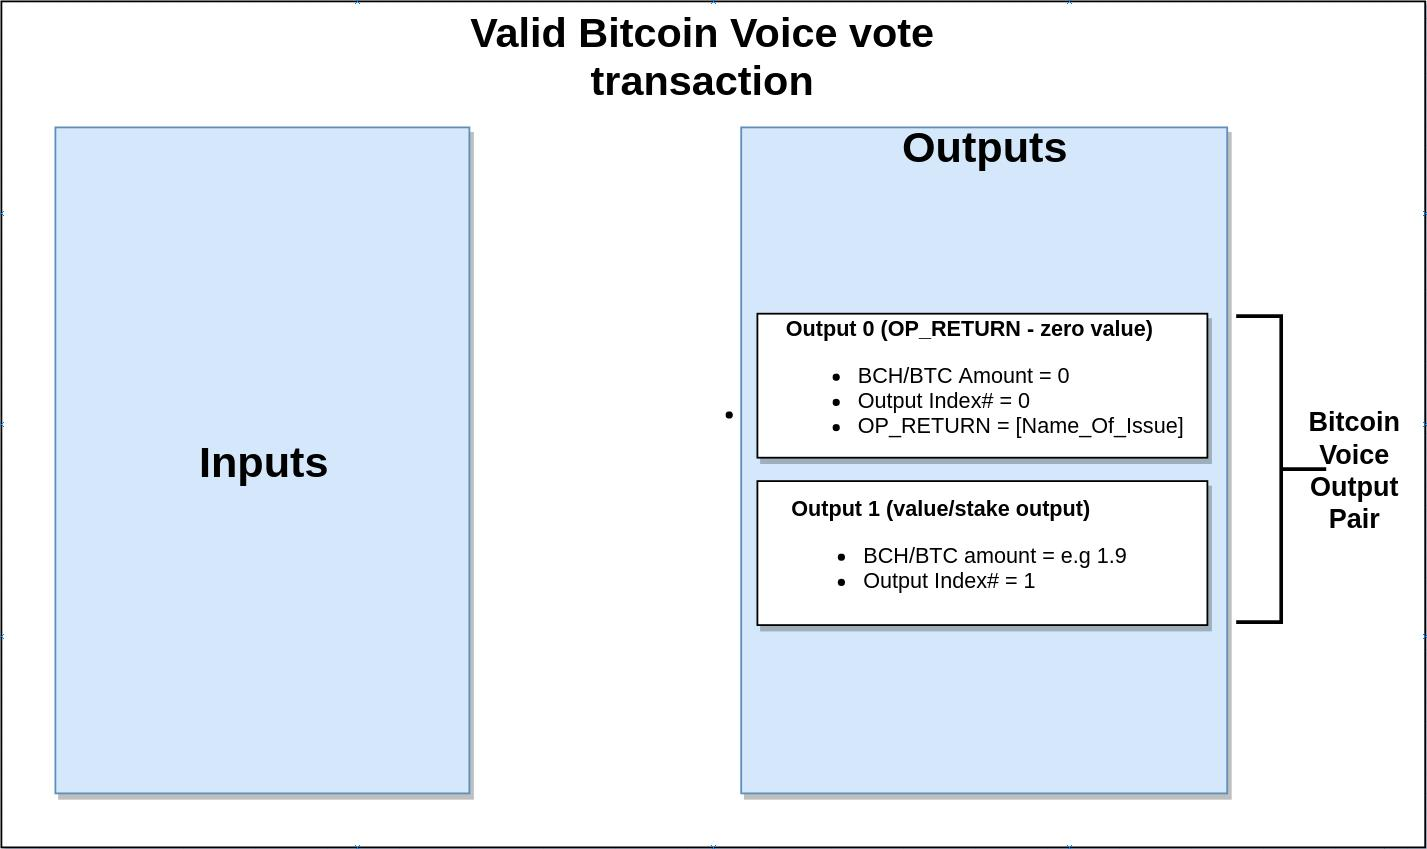 Valid Bitcoin Voice vote
transaction
Inputs
Outputs
Output 0 (OP_RETURN - zero value)
• BCH/BTC Amount = 0
• Output Index# = 0
• OP_RETURN = [Name_Of_Issue]
•
Output 1 (value/stake output)
• BCH/BTC amount = e.g 1.9
• Output Index# = 1
Bitcoin
Voice
Output
Pair